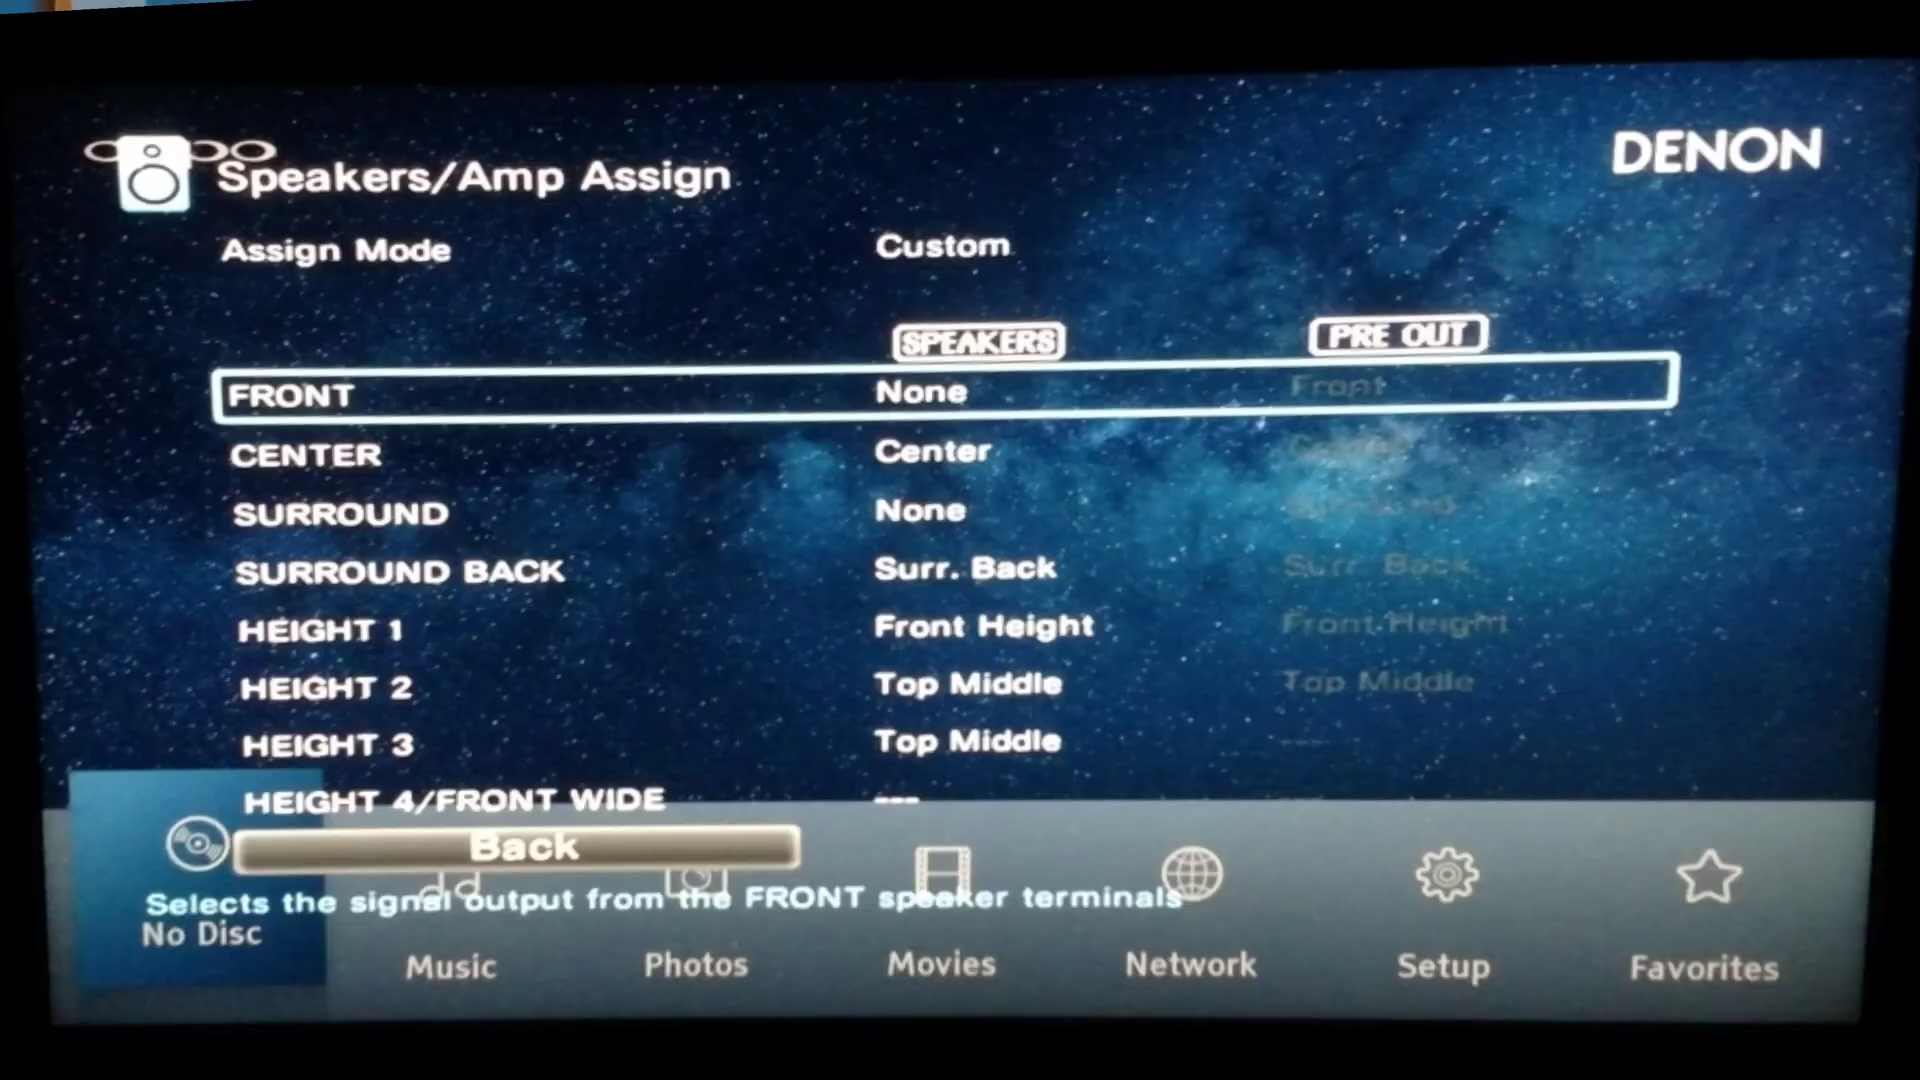 DENON
Speakers/Amp Assign
Assign Mode Custom
SPEAKERS PRE OUT
FRONT None Front
CENTER Center Center
SURROUND None Surround
SURROUND BACK Surr. Back Surr. Back
HEIGHT 1 Front Height Front Height
HEIGHT 2 Top Middle Top Middle
HEIGHT 3 Top Middle ---
HEIGHT 4/FRONT WIDE ---
Back
Selects the signal output from the FRONT speaker terminals
No Disc
Music Photos Movies Network Setup Favorites